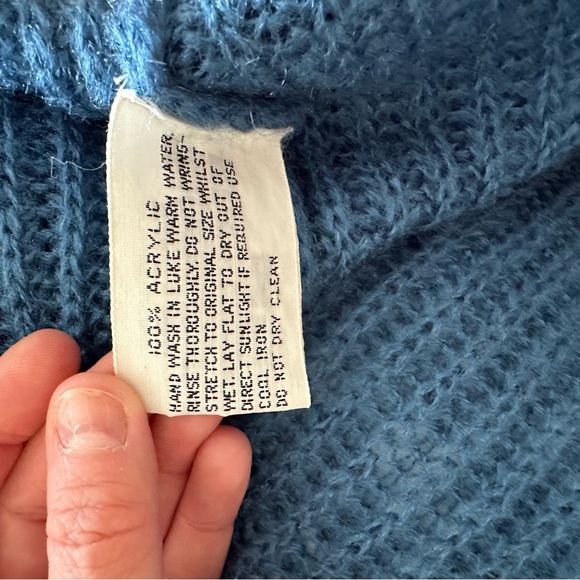 100% ACRYLIC
HAND WASH IN LUKE WARM WATER.
RINSE THOROUGHLY. DO NOT WRING-
STRETCH TO ORIGINAL SIZE WHILST
WET. LAY FLAT TO DRY OUT OF
DIRECT SUNLIGHT IF REQUIRED USE
COOL IRON
DO NOT DRY CLEAN